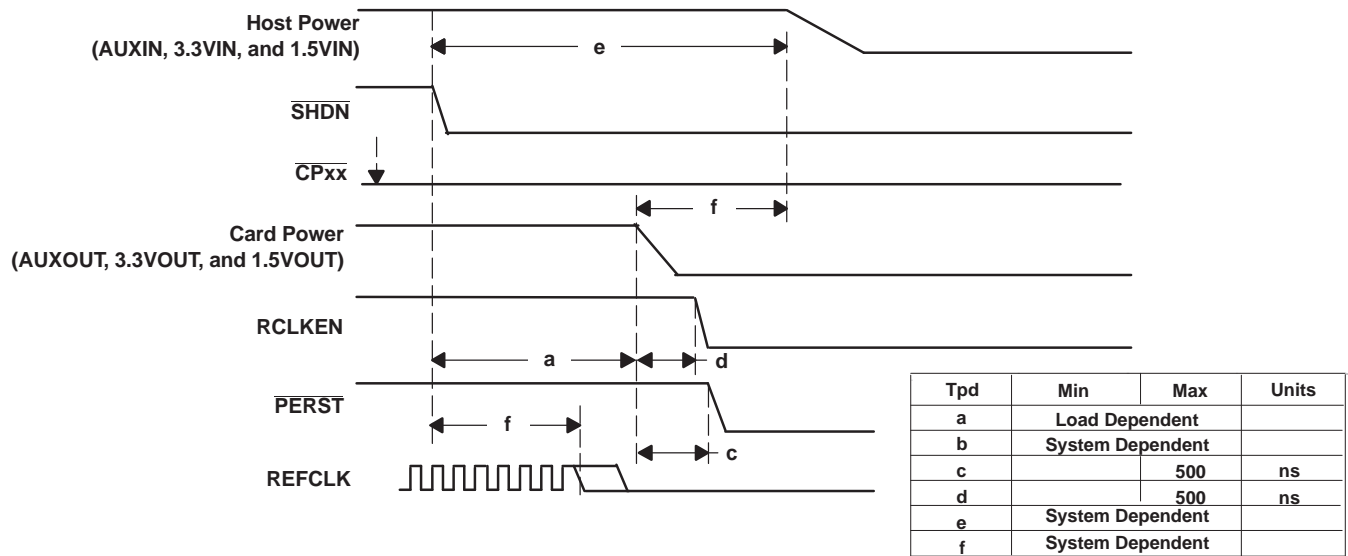 Host Power
(AUXIN, 3.3VIN, and 1.5VIN)
e
SHDN
CPxx
f
Card Power
(AUXOUT, 3.3VOUT, and 1.5VOUT)
RCLKEN
a
d
PERST
f
c
REFCLK
Tpd Min Max Units
a Load Dependent
b System Dependent
c 500 ns
d 500 ns
e System Dependent
f System Dependent